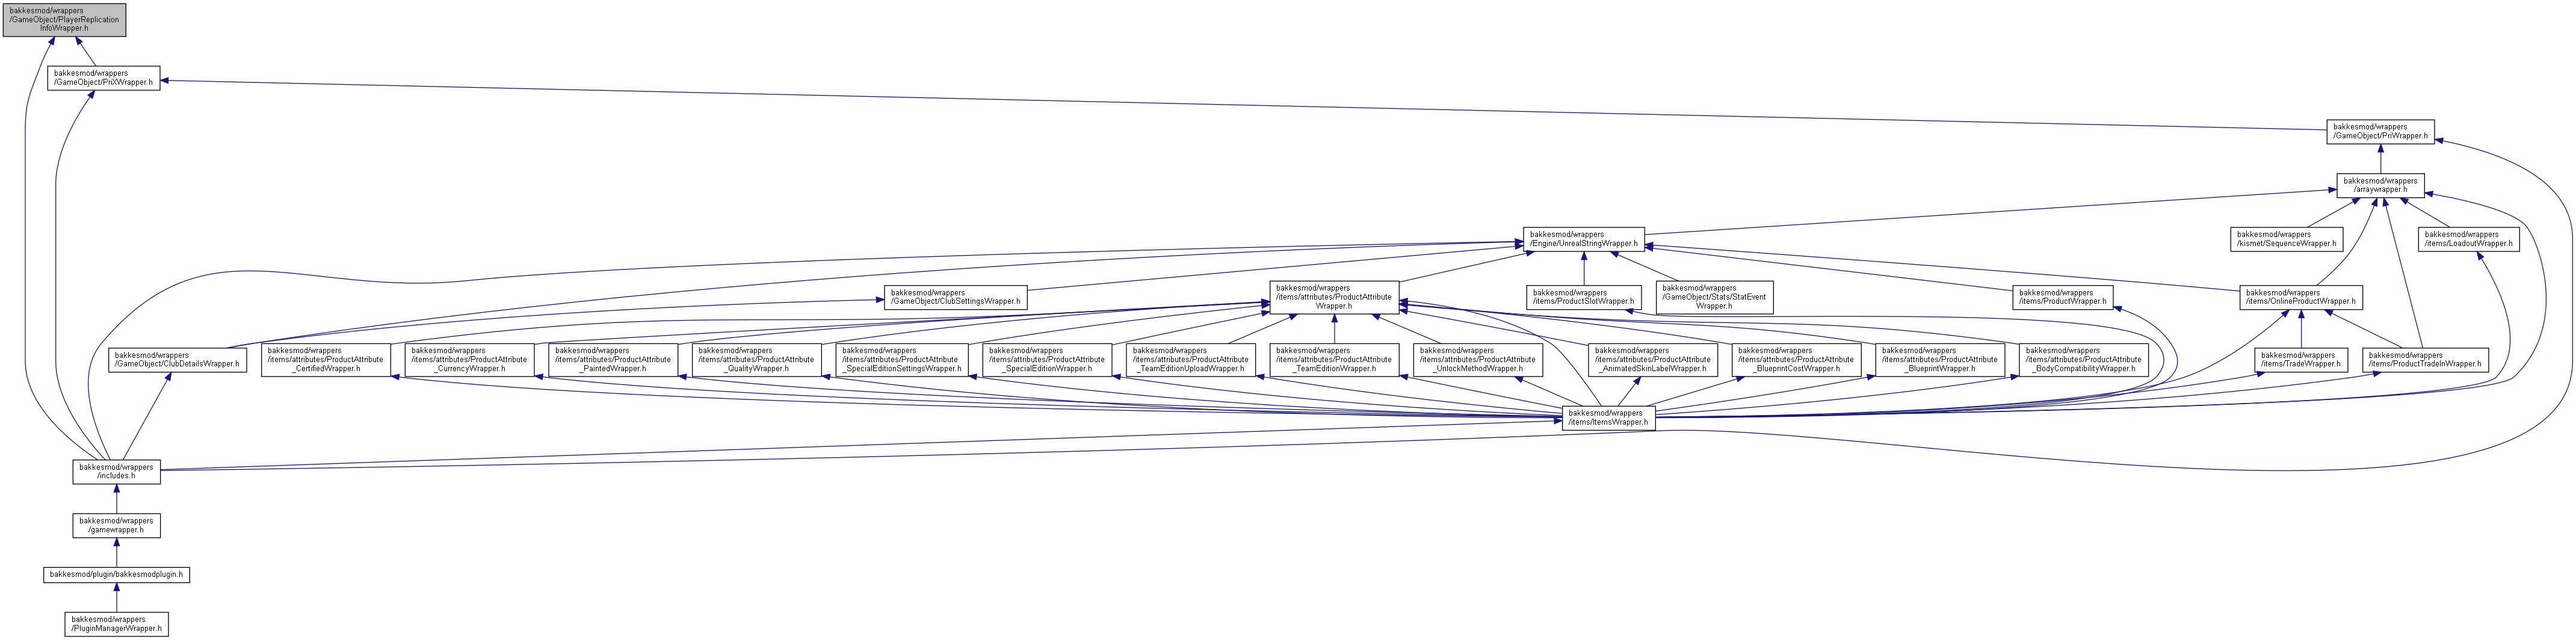 bakkesmod/wrappers
/GameObject/PlayerReplication
InfoWrapper.h
bakkesmod/wrappers
/GameObject/PriXWrapper.h
bakkesmod/wrappers
/GameObject/PriWrapper.h
bakkesmod/wrappers
/arraywrapper.h
bakkesmod/wrappers
/Engine/UnrealStringWrapper.h
bakkesmod/wrappers
/kismet/SequenceWrapper.h
bakkesmod/wrappers
/items/LoadoutWrapper.h
bakkesmod/wrappers
/GameObject/ClubSettingsWrapper.h
bakkesmod/wrappers
/items/attributes/ProductAttribute
Wrapper.h
bakkesmod/wrappers
/items/ProductSlotWrapper.h
bakkesmod/wrappers
/GameObject/Stats/StatEvent
Wrapper.h
bakkesmod/wrappers
/items/ProductWrapper.h
bakkesmod/wrappers
/items/OnlineProductWrapper.h
bakkesmod/wrappers
/GameObject/ClubDetailsWrapper.h
bakkesmod/wrappers
/items/attributes/ProductAttribute
_CertifiedWrapper.h
bakkesmod/wrappers
/items/attributes/ProductAttribute
_CurrencyWrapper.h
bakkesmod/wrappers
/items/attributes/ProductAttribute
_PaintedWrapper.h
bakkesmod/wrappers
/items/attributes/ProductAttribute
_QualityWrapper.h
bakkesmod/wrappers
/items/attributes/ProductAttribute
_SpecialEditionSettingsWrapper.h
bakkesmod/wrappers
/items/attributes/ProductAttribute
_SpecialEditionWrapper.h
bakkesmod/wrappers
/items/attributes/ProductAttribute
_TeamEditionUploadWrapper.h
bakkesmod/wrappers
/items/attributes/ProductAttribute
_TeamEditionWrapper.h
bakkesmod/wrappers
/items/attributes/ProductAttribute
_UnlockMethodWrapper.h
bakkesmod/wrappers
/items/attributes/ProductAttribute
_AnimatedSkinLabelWrapper.h
bakkesmod/wrappers
/items/attributes/ProductAttribute
_BlueprintCostWrapper.h
bakkesmod/wrappers
/items/attributes/ProductAttribute
_BlueprintWrapper.h
bakkesmod/wrappers
/items/attributes/ProductAttribute
_BodyCompatibilityWrapper.h
bakkesmod/wrappers
/items/TradeWrapper.h
bakkesmod/wrappers
/items/ProductTradeInWrapper.h
bakkesmod/wrappers
/items/ItemsWrapper.h
bakkesmod/wrappers
/includes.h
bakkesmod/wrappers
/gamewrapper.h
bakkesmod/plugin/bakkesmodplugin.h
bakkesmod/wrappers
/PluginManagerWrapper.h